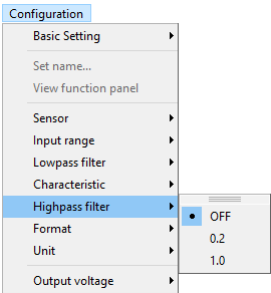 Configuration
Basic Setting
Set name...
View function panel
Sensor
Input range
Lowpass filter
Characteristic
Highpass filter
Format
Unit
Output voltage
OFF
0.2
1.0